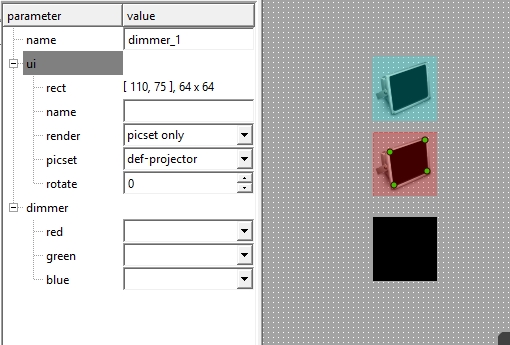 parameter value
name dimmer_1
ui
rect [ 110, 75 ], 64 x 64
name
render picset only
picset def-projector
rotate 0
dimmer
red
green
blue